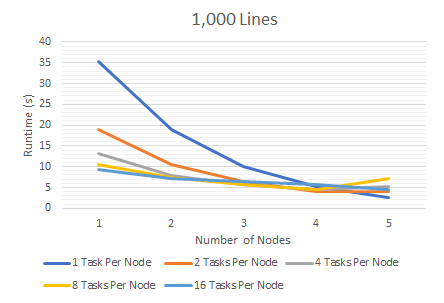 1,000 Lines
40
35
30
25
20
15
10
5
0
Runtime (s)
1 2 3 4 5
Number of Nodes
1 Task Per Node 2 Tasks Per Node 4 Tasks Per Node
8 Tasks Per Node 16 Tasks Per Node